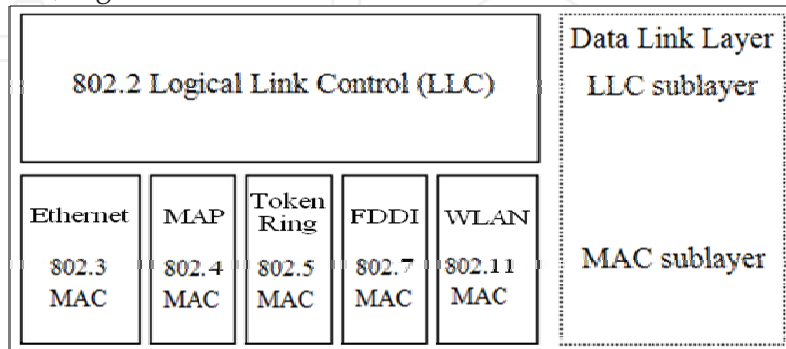 802.2 Logical Link Control (LLC)
Data Link Layer
LLC sublayer
Ethernet
802.3
MAC
MAP
802.4
MAC
Token
Ring
802.5
MAC
FDDI
802.7
MAC
WLAN
802.11
MAC
MAC sublayer